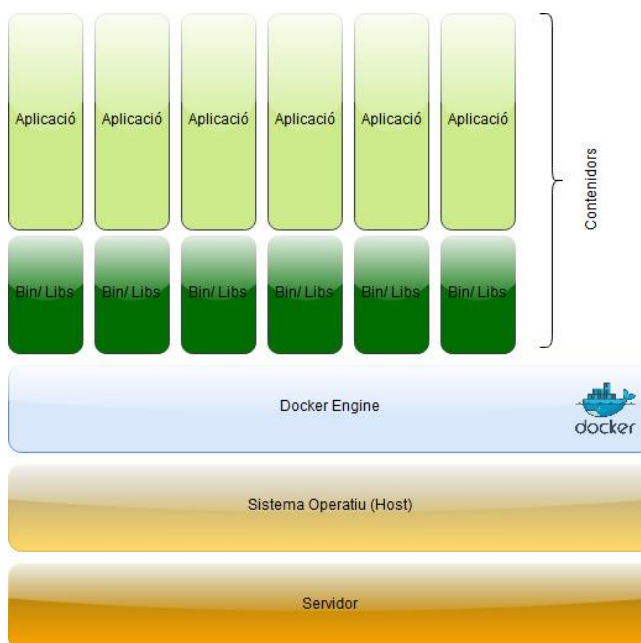 Aplicació Aplicació Aplicació Aplicació Aplicació Aplicació
Contenidors
Bin/ Libs Bin/ Libs Bin/ Libs Bin/ Libs Bin/ Libs Bin/ Libs
Docker Engine
docker
Sistema Operatiu (Host)
Servidor